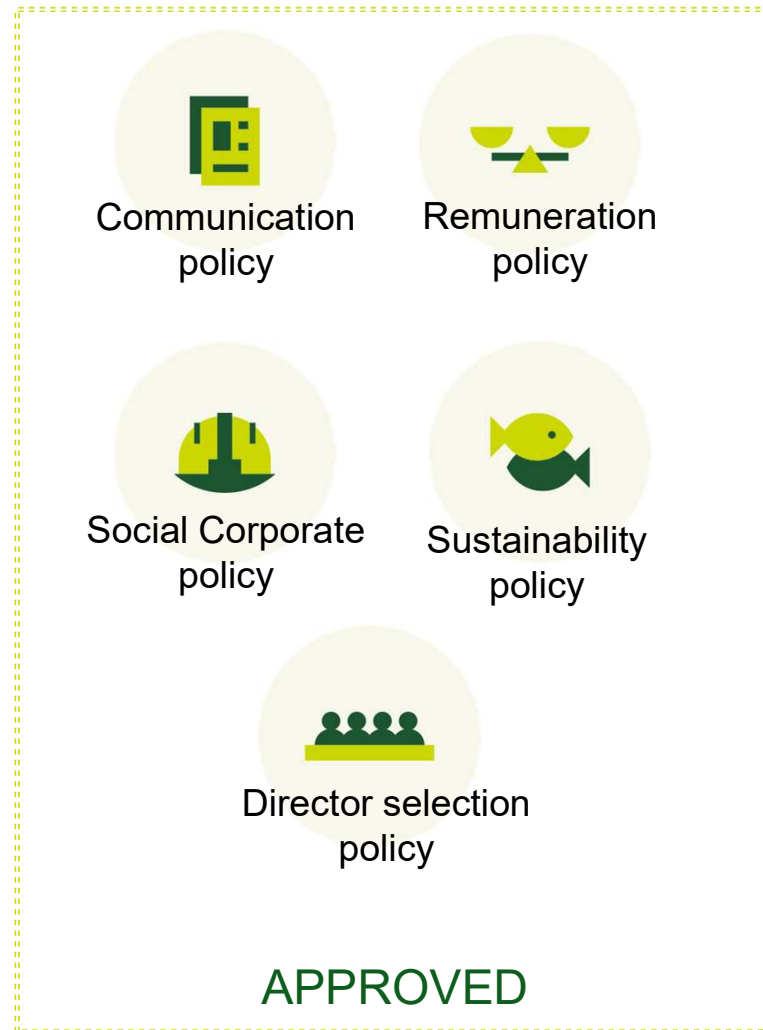 Communication
policy
Remuneration
policy
Social Corporate
policy
Sustainability
policy
Director selection
policy
APPROVED